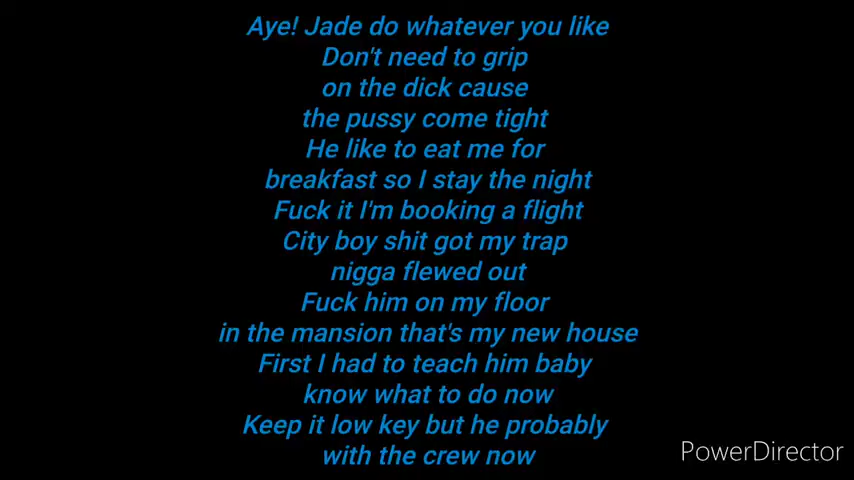 Aye! Jade do whatever you like
Don't need to grip
on the dick cause
the pussy come tight
He like to eat me for
breakfast so I stay the night
Fuck it I'm booking a flight
City boy shit got my trap
nigga flewed out
Fuck him on my floor
in the mansion that's my new house
First I had to teach him baby
know what to do now
Keep it low key but he probably
with the crew now
PowerDirector